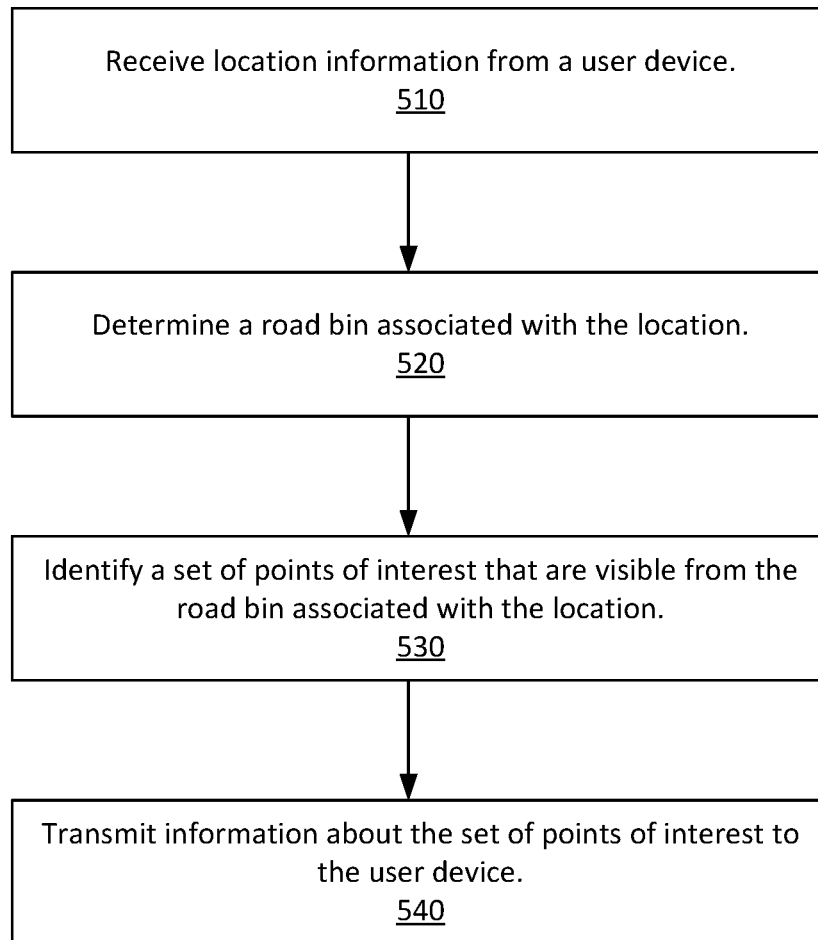 Receive location information from a user device.
510
Determine a road bin associated with the location.
520
Identify a set of points of interest that are visible from the
road bin associated with the location.
530
Transmit information about the set of points of interest to
the user device.
540